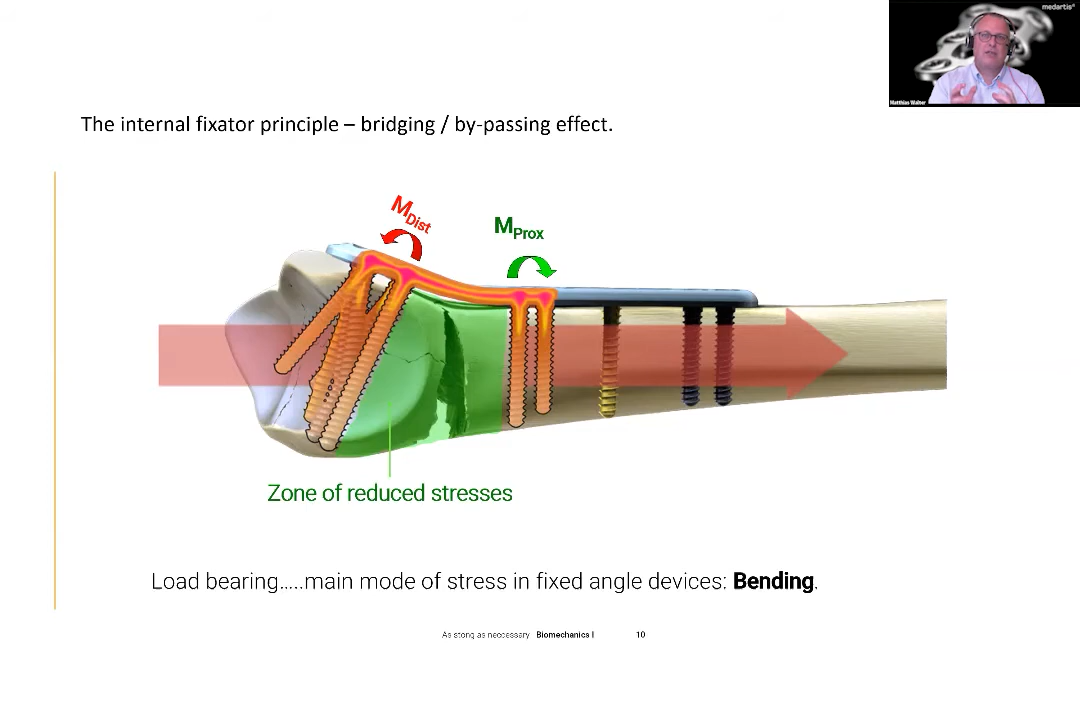 medartis®
Matthias Walter
The internal fixator principle – bridging / by-passing effect.
MDist
MProx
Zone of reduced stresses
Load bearing.....main mode of stress in fixed angle devices: Bending.
As stong as neccessary Biomechanics I 10